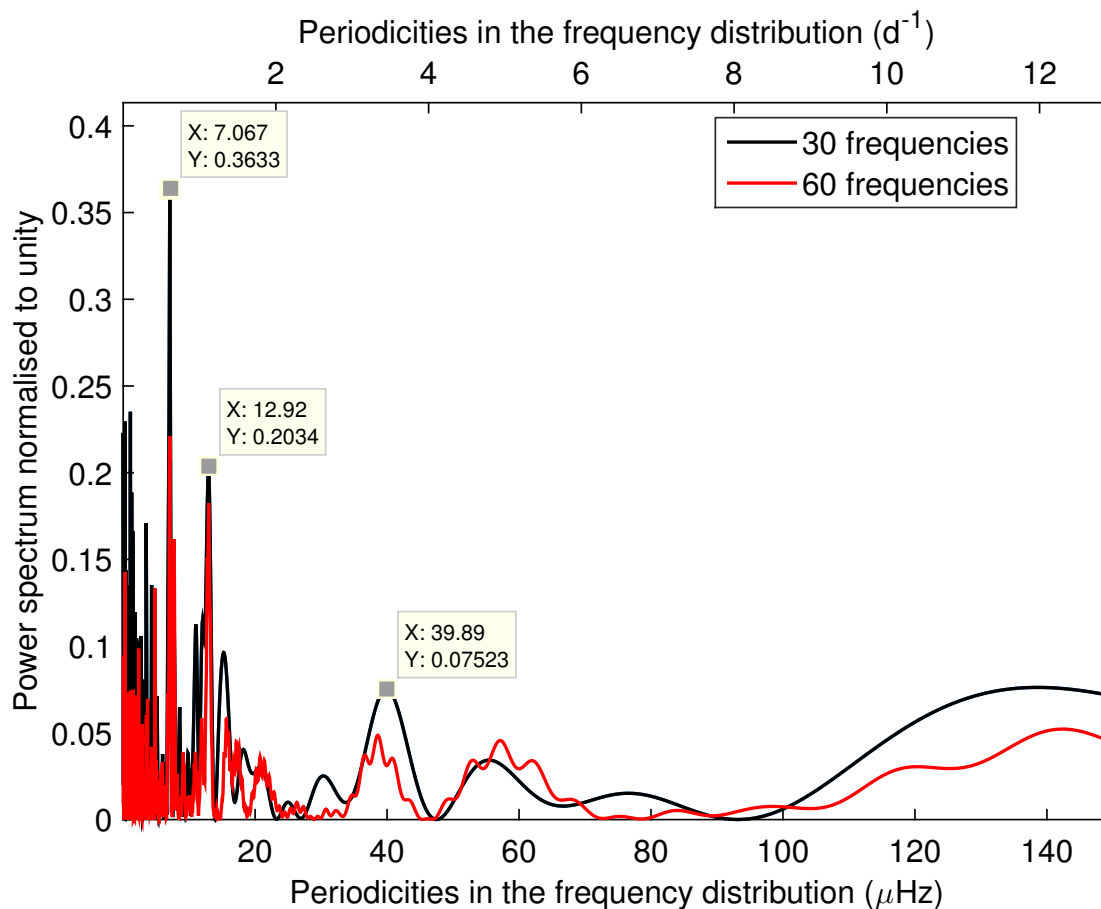 Periodicities in the frequency distribution (d⁻¹)
2 4 6 8 10 12
0.4
0.35
0.3
0.25
0.2
0.15
0.1
0.05
0
Power spectrum normalised to unity
X: 7.067
Y: 0.3633
30 frequencies
60 frequencies
X: 12.92
Y: 0.2034
X: 39.89
Y: 0.07523
20 40 60 80 100 120 140
Periodicities in the frequency distribution (μHz)